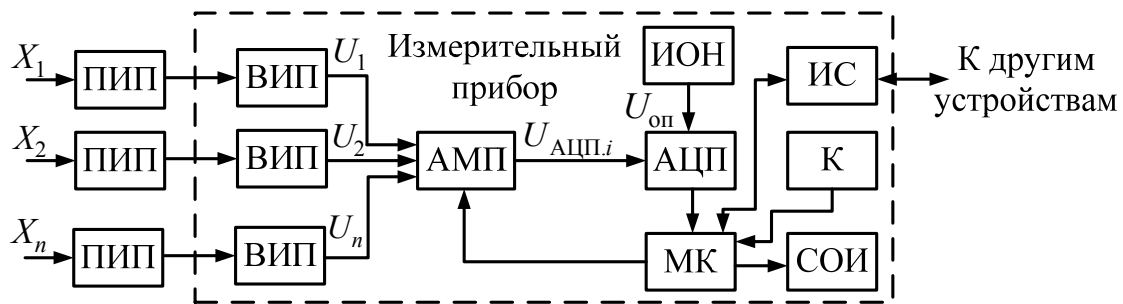 X1
ПИП
ВИП
U1
Измерительный
прибор
ИОН
ИС
К другим
устройствам
Uоп
X2
ПИП
ВИП
U2
АМП
UАЦП.i
АЦП
К
Xn
ПИП
ВИП
Un
МК
СОИ